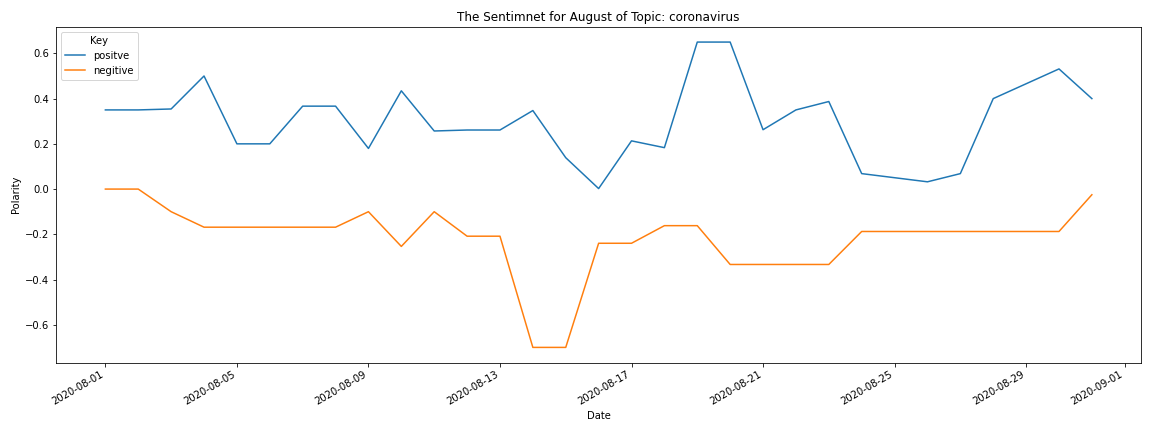 The Sentimnet for August of Topic: coronavirus
Key
positve
negitive
Polarity
0.6
0.4
0.2
0.0
−0.2
−0.4
−0.6
2020-08-01
2020-08-05
2020-08-09
2020-08-13
2020-08-17
2020-08-21
2020-08-25
2020-08-29
2020-09-01
Date